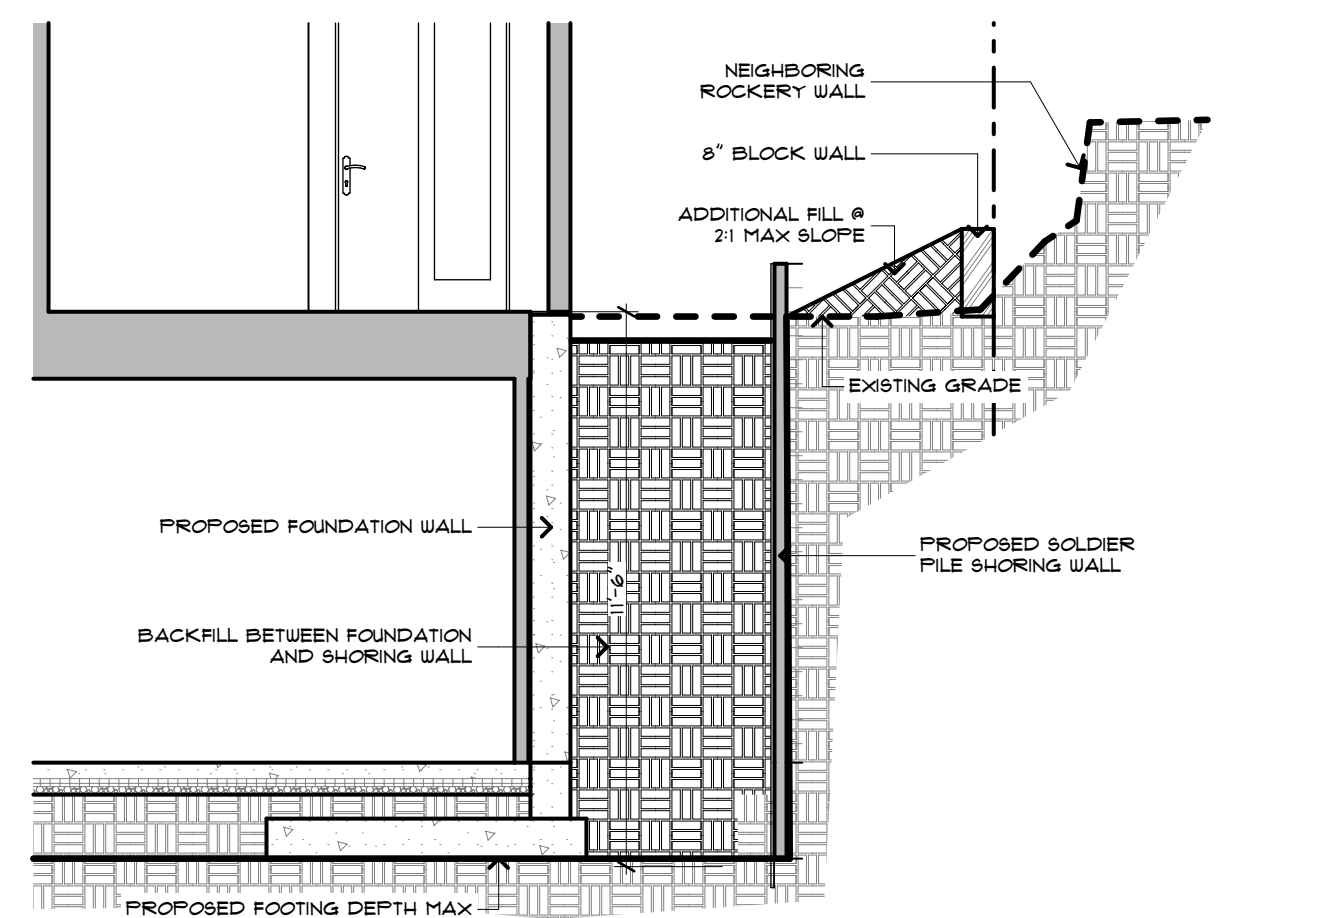 NEIGHBORING
ROCKERY WALL
8" BLOCK WALL
ADDITIONAL FILL @
2:1 MAX SLOPE
EXISTING GRADE
PROPOSED FOUNDATION WALL
PROPOSED SOLDIER
PILE SHORING WALL
11'-6"
BACKFILL BETWEEN FOUNDATION
AND SHORING WALL
PROPOSED FOOTING DEPTH MAX